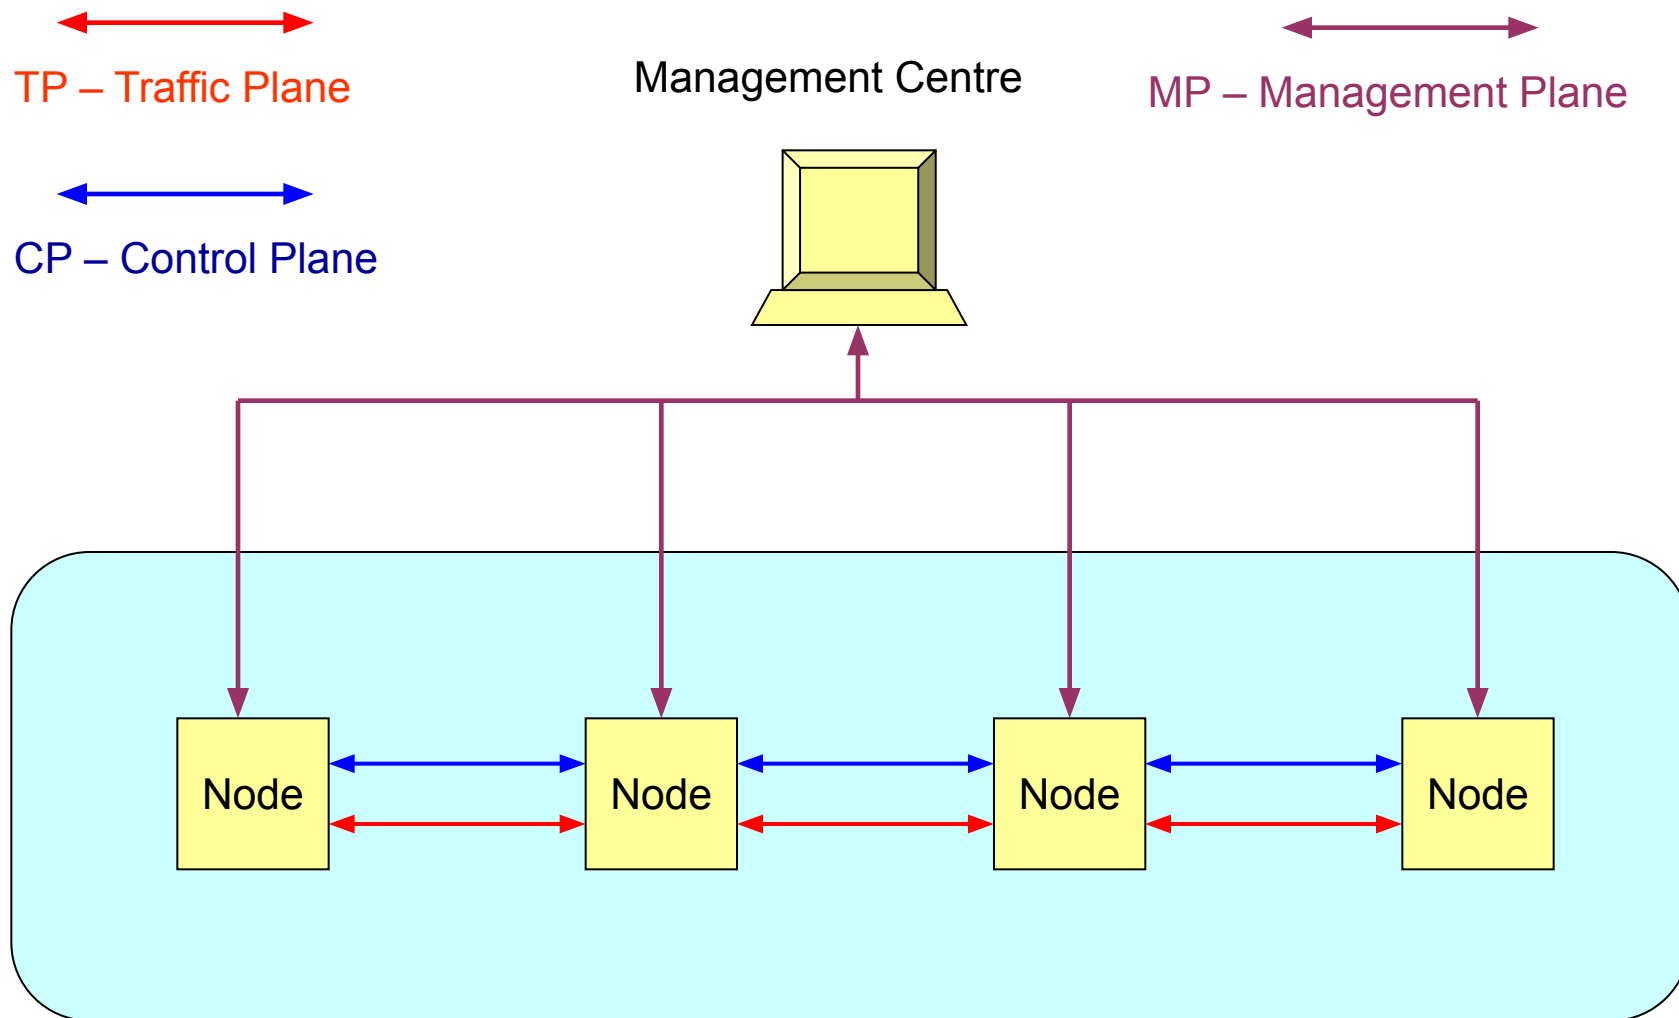 TP – Traffic Plane
Management Centre
MP – Management Plane
CP – Control Plane
Node
Node
Node
Node